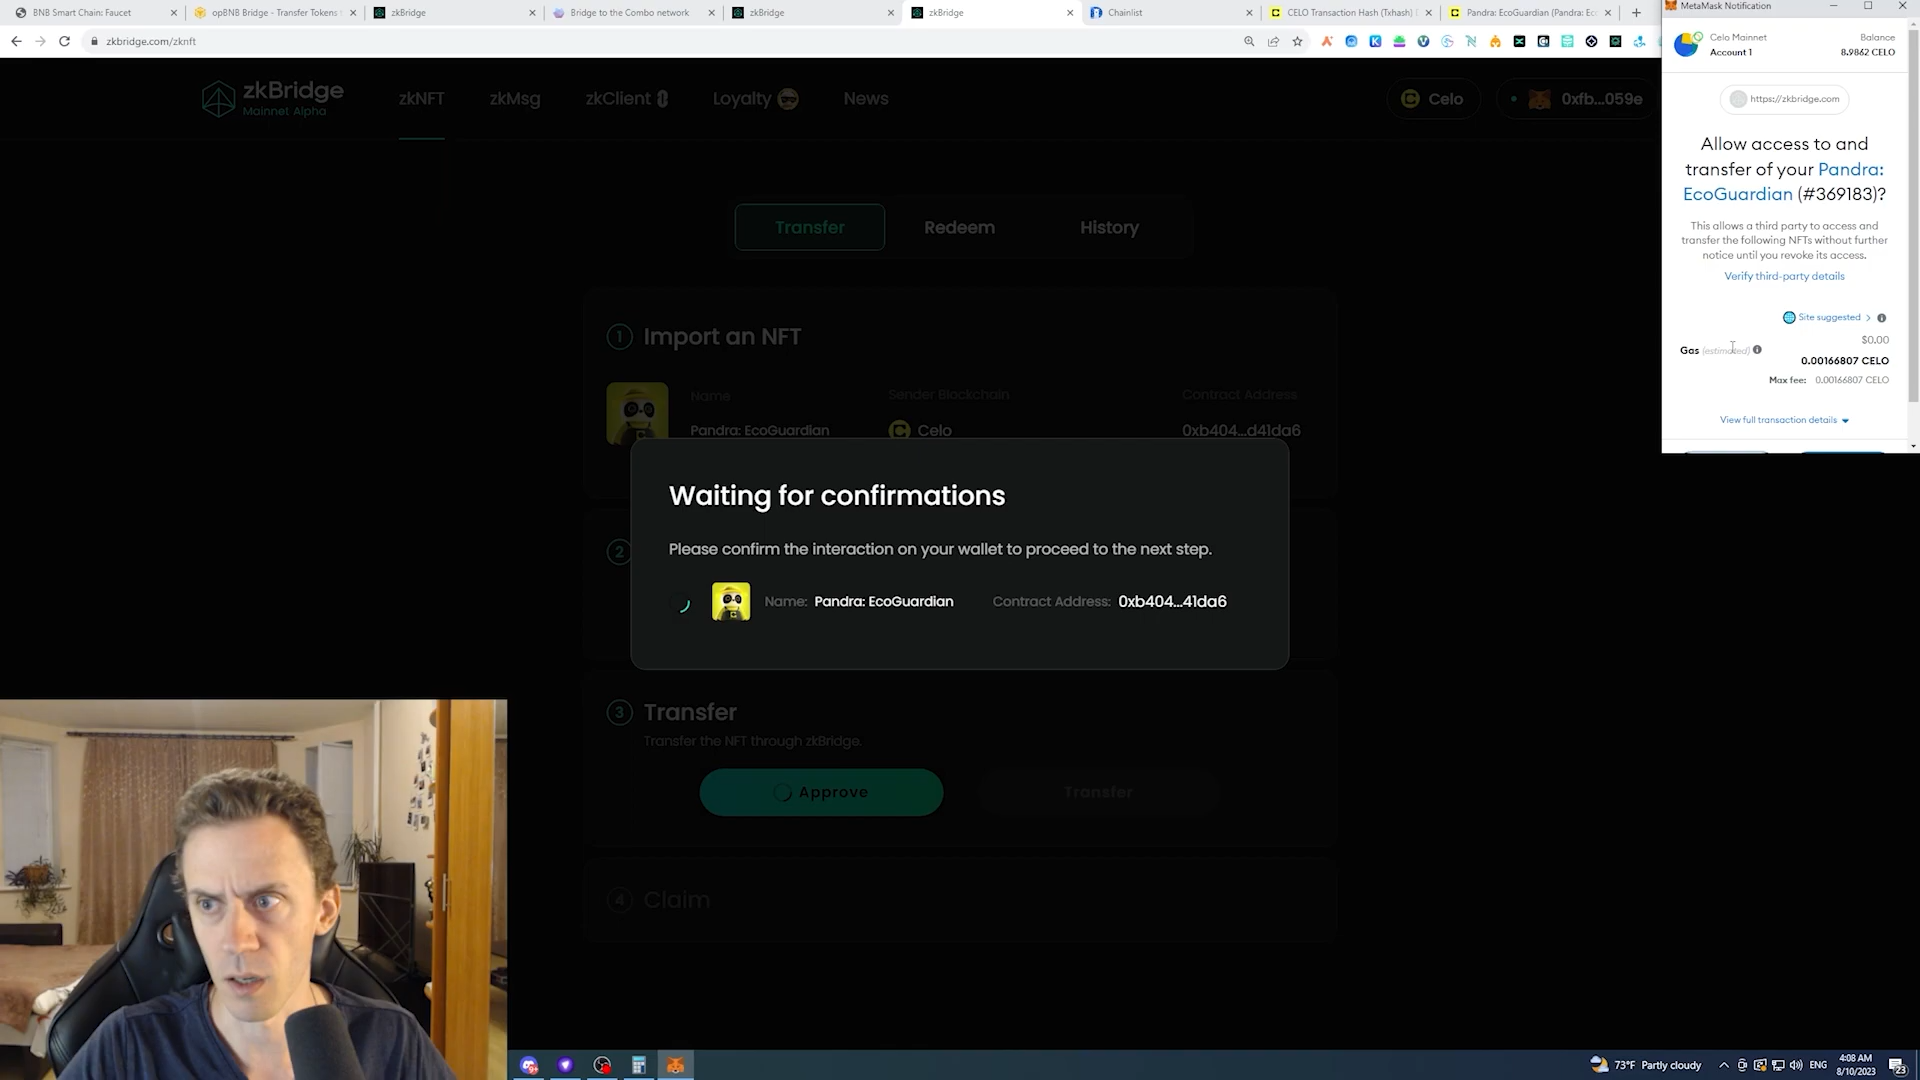 BNB Smart Chain: Faucet
opBNB Bridge - Transfer Tokens
zkBridge
Bridge to the Combo network
zkBridge
zkBridge
Chainlist
CELO Transaction Hash (Txhash)
Pandra: EcoGuardian (Pandra: Ec
MetaMask Notification
zkbridge.com/zknft
Celo Mainnet
Account 1
Balance
8.9862 CELO
https://zkbridge.com
Allow access to and
transfer of your Pandra:
EcoGuardian (#369183)?
This allows a third party to access and
transfer the following NFTs without further
notice until you revoke its access.
Verify third-party details
Site suggested >
$0.00
Gas (estimated)
0.00166807 CELO
Max fee: 0.00166807 CELO
View full transaction details
zkBridge
Mainnet Alpha
zkNFT
zkMsg
zkClient
Loyalty
News
Celo
0xfb...059e
Transfer
Redeem
History
1 Import an NFT
Name
Sender Blockchain
Contract Address
Pandra: EcoGuardian
Celo
0xb404...d41da6
2
Waiting for confirmations
Please confirm the interaction on your wallet to proceed to the next step.
Name: Pandra: EcoGuardian
Contract Address: 0xb404...41da6
3 Transfer
Transfer the NFT through zkBridge.
Approve
Transfer
4 Claim
73°F Partly cloudy
ENG
4:08 AM
8/10/2023
23